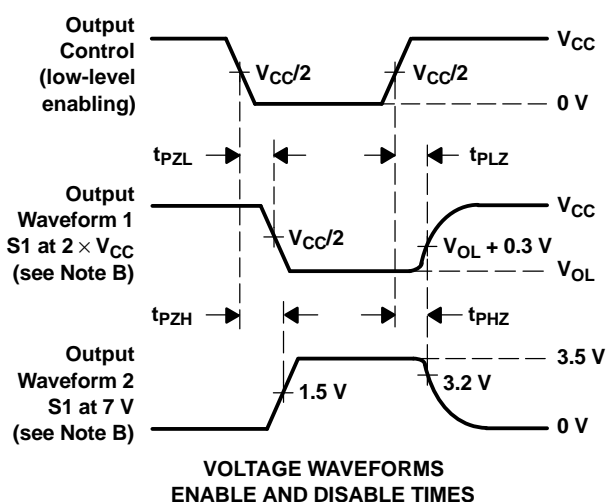 Output
Control
(low-level
enabling)
VCC/2
VCC/2
VCC
0 V
tPZL
tPLZ
Output
Waveform 1
S1 at 2 × VCC
(see Note B)
VCC/2
VCC
VOL + 0.3 V
VOL
tPZH
tPHZ
Output
Waveform 2
S1 at 7 V
(see Note B)
1.5 V
3.5 V
3.2 V
0 V
VOLTAGE WAVEFORMS
ENABLE AND DISABLE TIMES